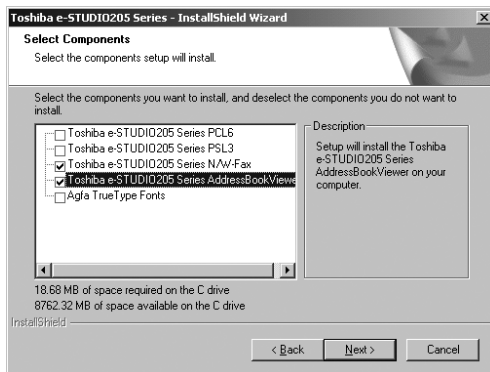 Toshiba e-STUDIO205 Series - InstallShield Wizard
Select Components
Select the components setup will install.
Select the components you want to install, and deselect the components you do not want to
install.
Toshiba e-STUDIO205 Series PCL6
Toshiba e-STUDIO205 Series PSL3
Toshiba e-STUDIO205 Series N/W-Fax
Toshiba e-STUDIO205 Series AddressBookViewe
Agfa TrueType Fonts
Description
Setup will install the Toshiba
e-STUDIO205 Series
AddressBookViewer on your
computer.
18.68 MB of space required on the C drive
8762.32 MB of space available on the C drive
InstallShield
< Back
Next >
Cancel